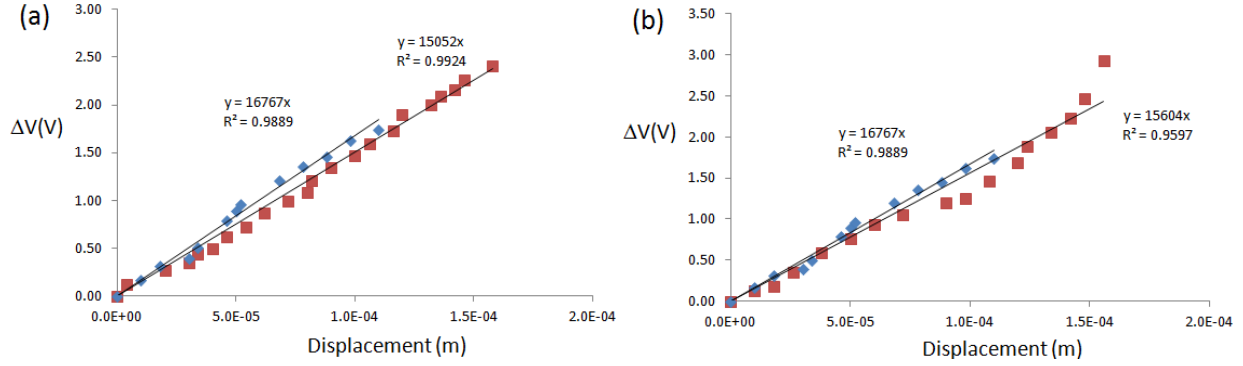 (a)
3.00
2.50
2.00
1.50
1.00
0.50
0.00
ΔV(V)
y = 15052x
R² = 0.9924
y = 16767x
R² = 0.9889
0.0E+00 5.0E-05 1.0E-04 1.5E-04 2.0E-04
Displacement (m)
(b)
3.50
3.00
2.50
2.00
1.50
1.00
0.50
0.00
ΔV(V)
y = 16767x
R² = 0.9889
y = 15604x
R² = 0.9597
0.0E+00 5.0E-05 1.0E-04 1.5E-04 2.0E-04
Displacement (m)